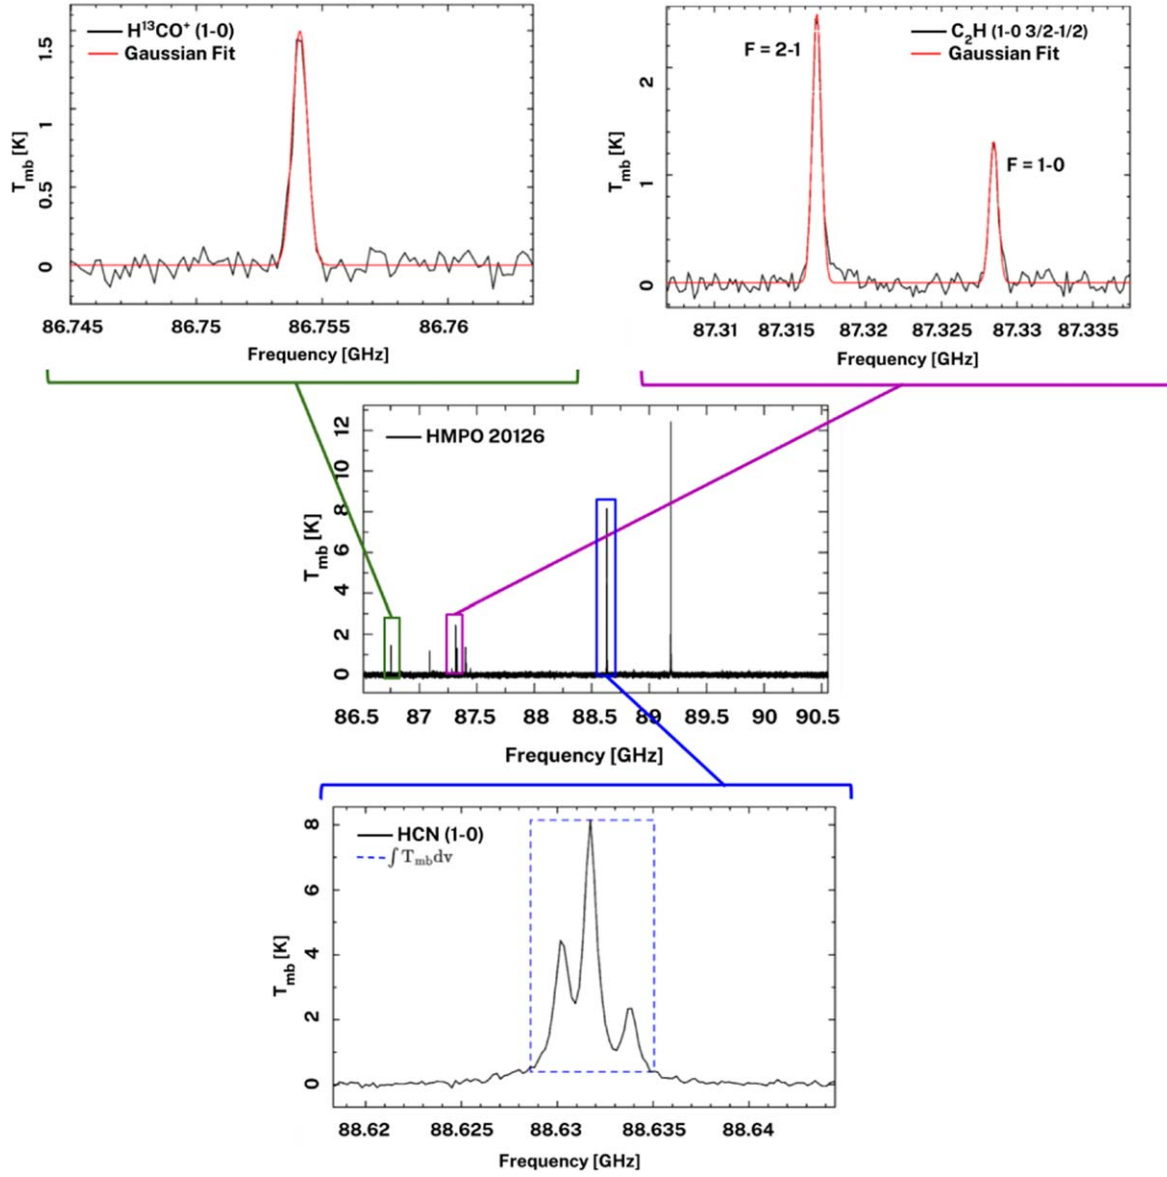 H¹³CO⁺ (1-0)
Gaussian Fit
T_mb [K]
1.5
1
0.5
0
86.745 86.75 86.755 86.76
Frequency [GHz]
F = 2-1
C₂H (1-0 3/2-1/2)
Gaussian Fit
F = 1-0
T_mb [K]
2
1
0
87.31 87.315 87.32 87.325 87.33 87.335
Frequency [GHz]
HMPO 20126
T_mb [K]
12
10
8
6
4
2
0
86.5 87 87.5 88 88.5 89 89.5 90 90.5
Frequency [GHz]
HCN (1-0)
∫ T_mb dv
T_mb [K]
8
6
4
2
0
88.62 88.625 88.63 88.635 88.64
Frequency [GHz]